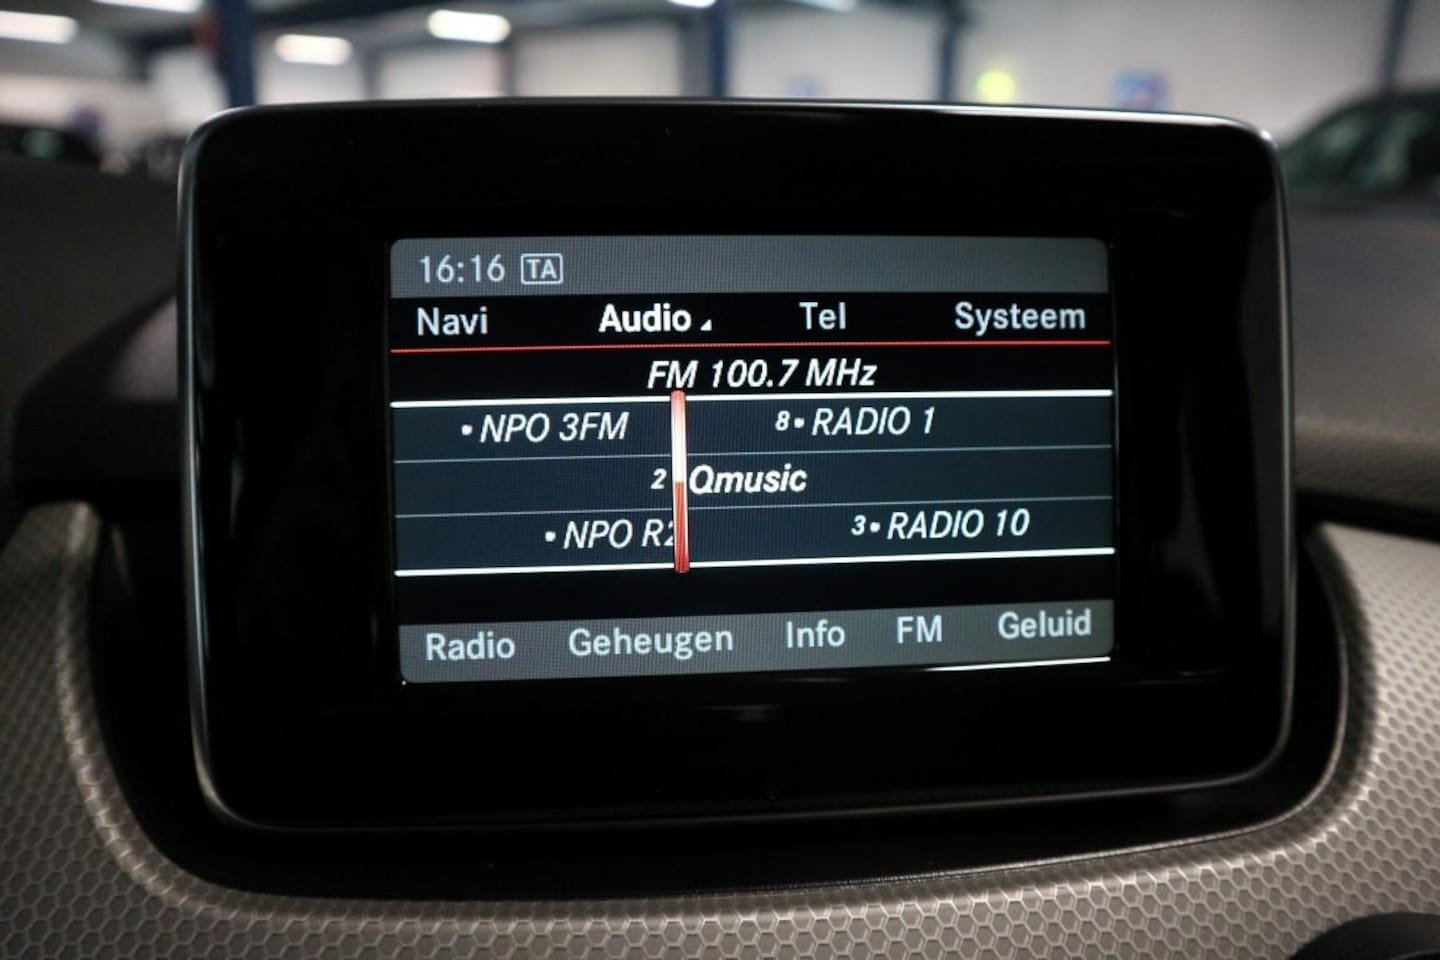 16:16 TA
Navi Audio Tel Systeem
FM 100.7 MHz
• NPO 3FM 8• RADIO 1
2 Qmusic
• NPO R2 3• RADIO 10
Radio Geheugen Info FM Geluid